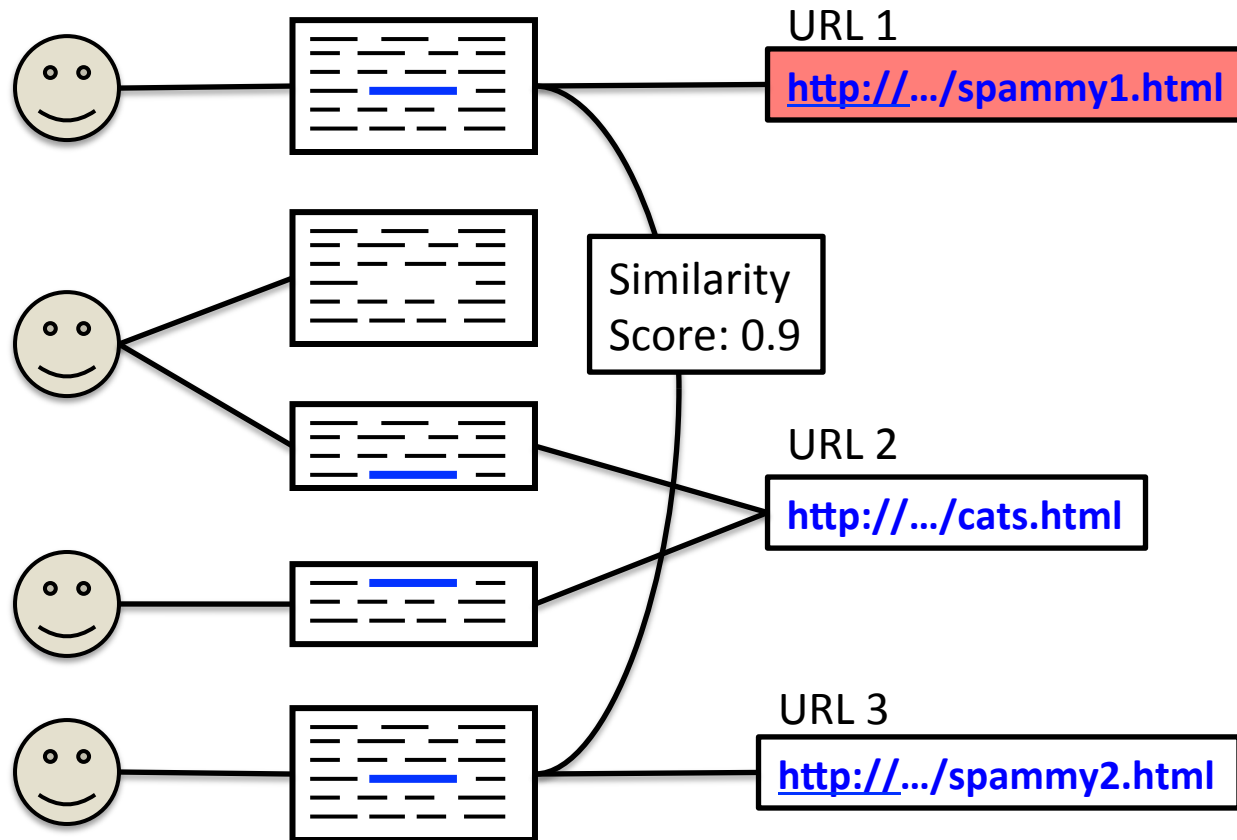 URL 1
http://.../spammy1.html
Similarity
Score: 0.9
URL 2
http://.../cats.html
URL 3
http://.../spammy2.html